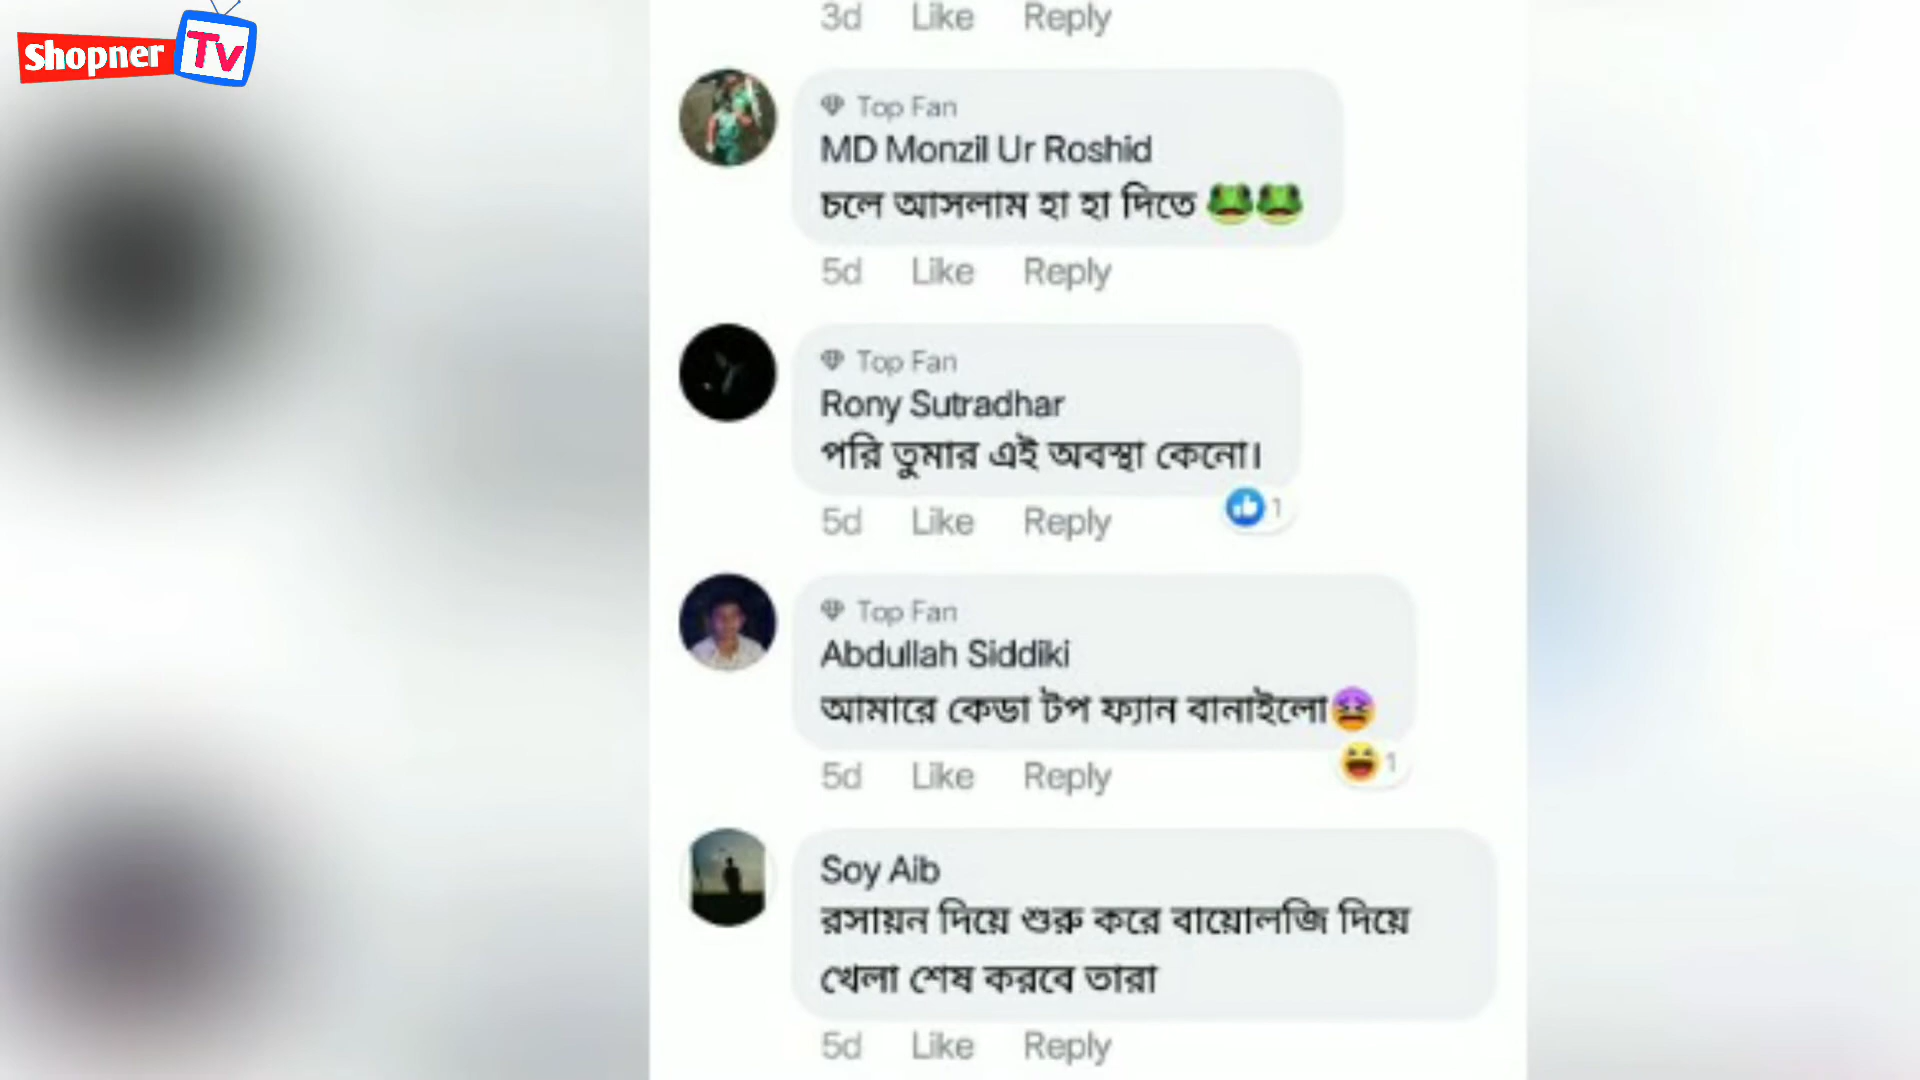 Shopner Tv
3d Like Reply
Top Fan
MD Monzil Ur Roshid
চলে আসলাম হা হা দিতে 🐸🐸
5d Like Reply
Top Fan
Rony Sutradhar
পরি তুমার এই অবস্থা কেনো।
5d Like Reply 1
Top Fan
Abdullah Siddiki
আমারে কেডা টপ ফ্যান বানাইলো
5d Like Reply 1
Soy Aib
রসায়ন দিয়ে শুরু করে বায়োলজি দিয়ে
খেলা শেষ করবে তারা
5d Like Reply